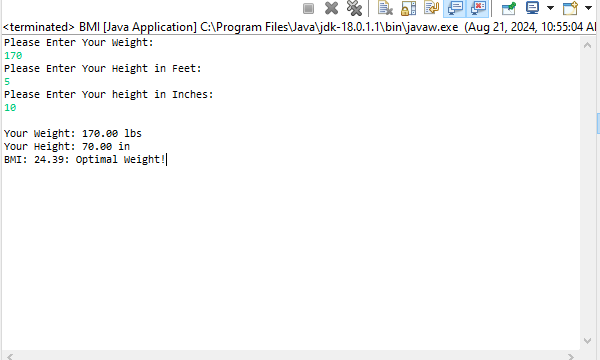 <terminated> BMI [Java Application] C:\Program Files\Java\jdk-18.0.1.1\bin\javaw.exe (Aug 21, 2024, 10:55:04 AM
Please Enter Your Weight:
170
Please Enter Your Height in Feet:
5
Please Enter Your height in Inches:
10
Your Weight: 170.00 lbs
Your Height: 70.00 in
BMI: 24.39: Optimal Weight!